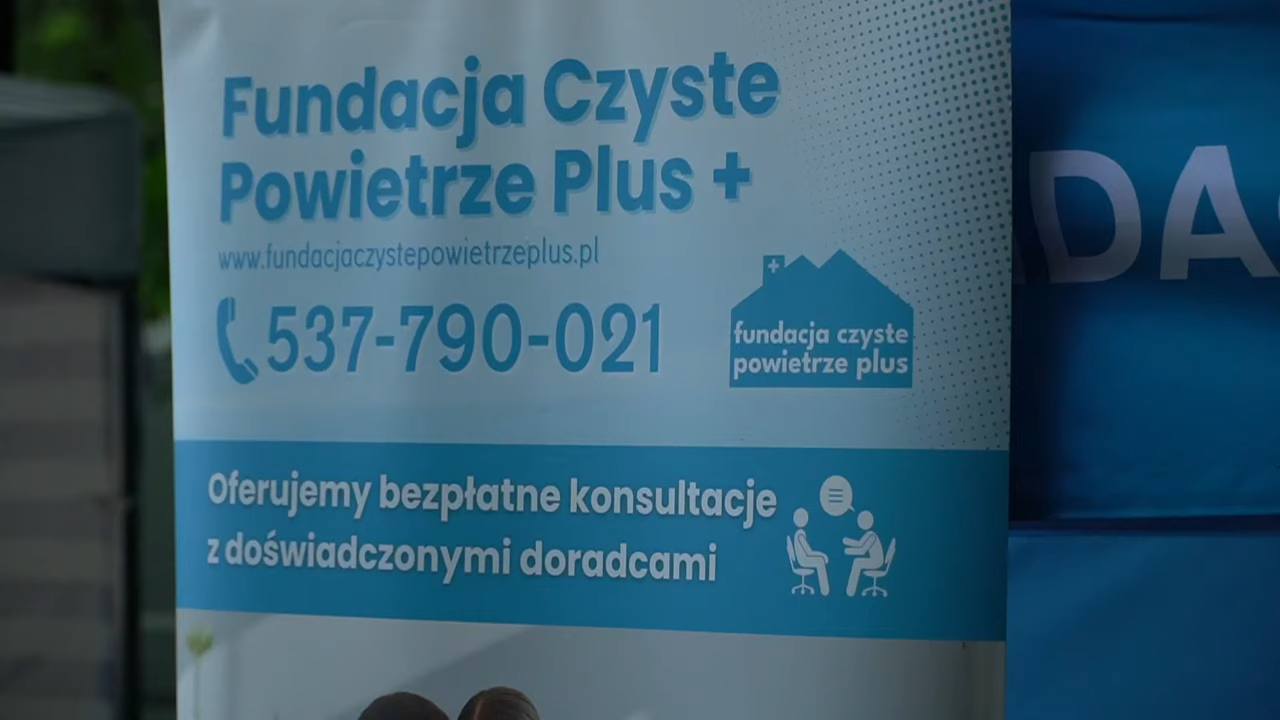 Fundacja Czyste
Powietrze Plus +
www.fundacjaczystepowietrzeplus.pl
537-790-021
fundacja czyste
powietrze plus
Oferujemy bezpłatne konsultacje
z doświadczonymi doradcami